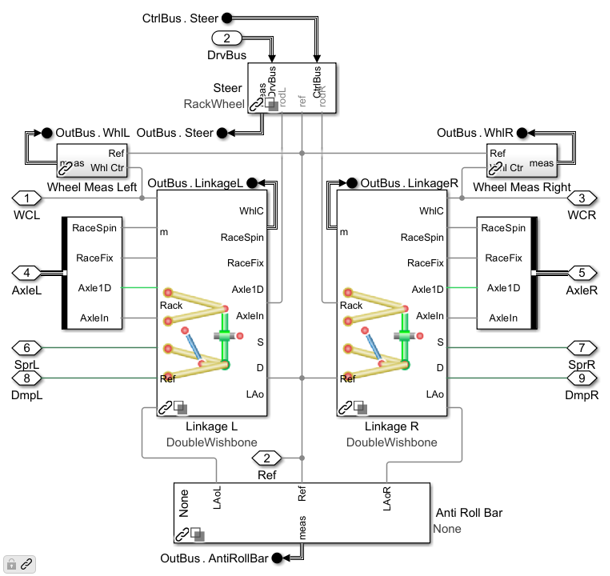 CtrlBus . Steer
2
DrvBus
Steer
RackWheel
meas
DrvBus
rodL
ref
CtrlBus
rodR
OutBus . WhlL
OutBus . Steer
OutBus . WhlR
meas
Ref
Whl Ctr
Wheel Meas Left
Ref
Whl Ctr
meas
Wheel Meas Right
1
WCL
OutBus . LinkageL
OutBus . LinkageR
3
WCR
RaceSpin
RaceFix
Axle1D
AxleIn
4
AxleL
m
WhlC
RaceSpin
RaceFix
Axle1D
Rack
AxleIn
S
D
Ref
LAo
Linkage L
DoubleWishbone
m
WhlC
RaceSpin
RaceFix
Axle1D
Rack
AxleIn
S
D
Ref
LAo
Linkage R
DoubleWishbone
RaceSpin
RaceFix
Axle1D
AxleIn
5
AxleR
6
SprL
8
DmpL
7
SprR
9
DmpR
2
Ref
None
LAoL
Ref
LAoR
meas
Anti Roll Bar
None
OutBus . AntiRollBar